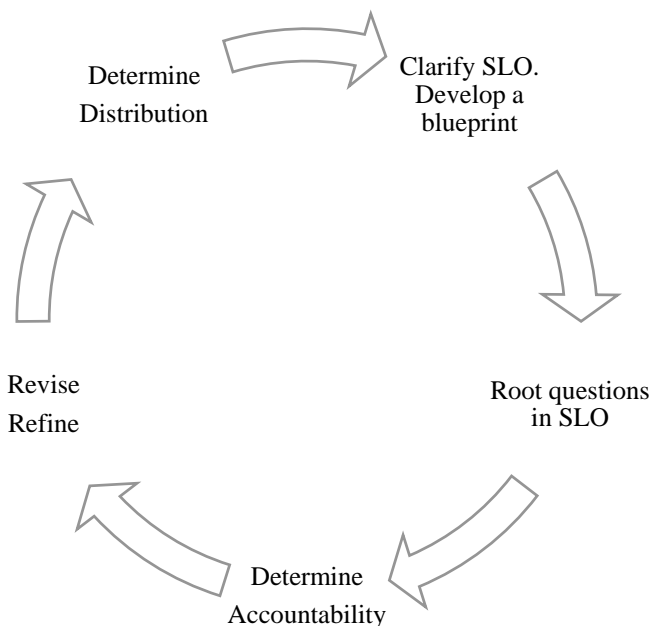 Determine
Distribution
Clarify SLO.
Develop a
blueprint
Root questions
in SLO
Determine
Accountability
Revise
Refine